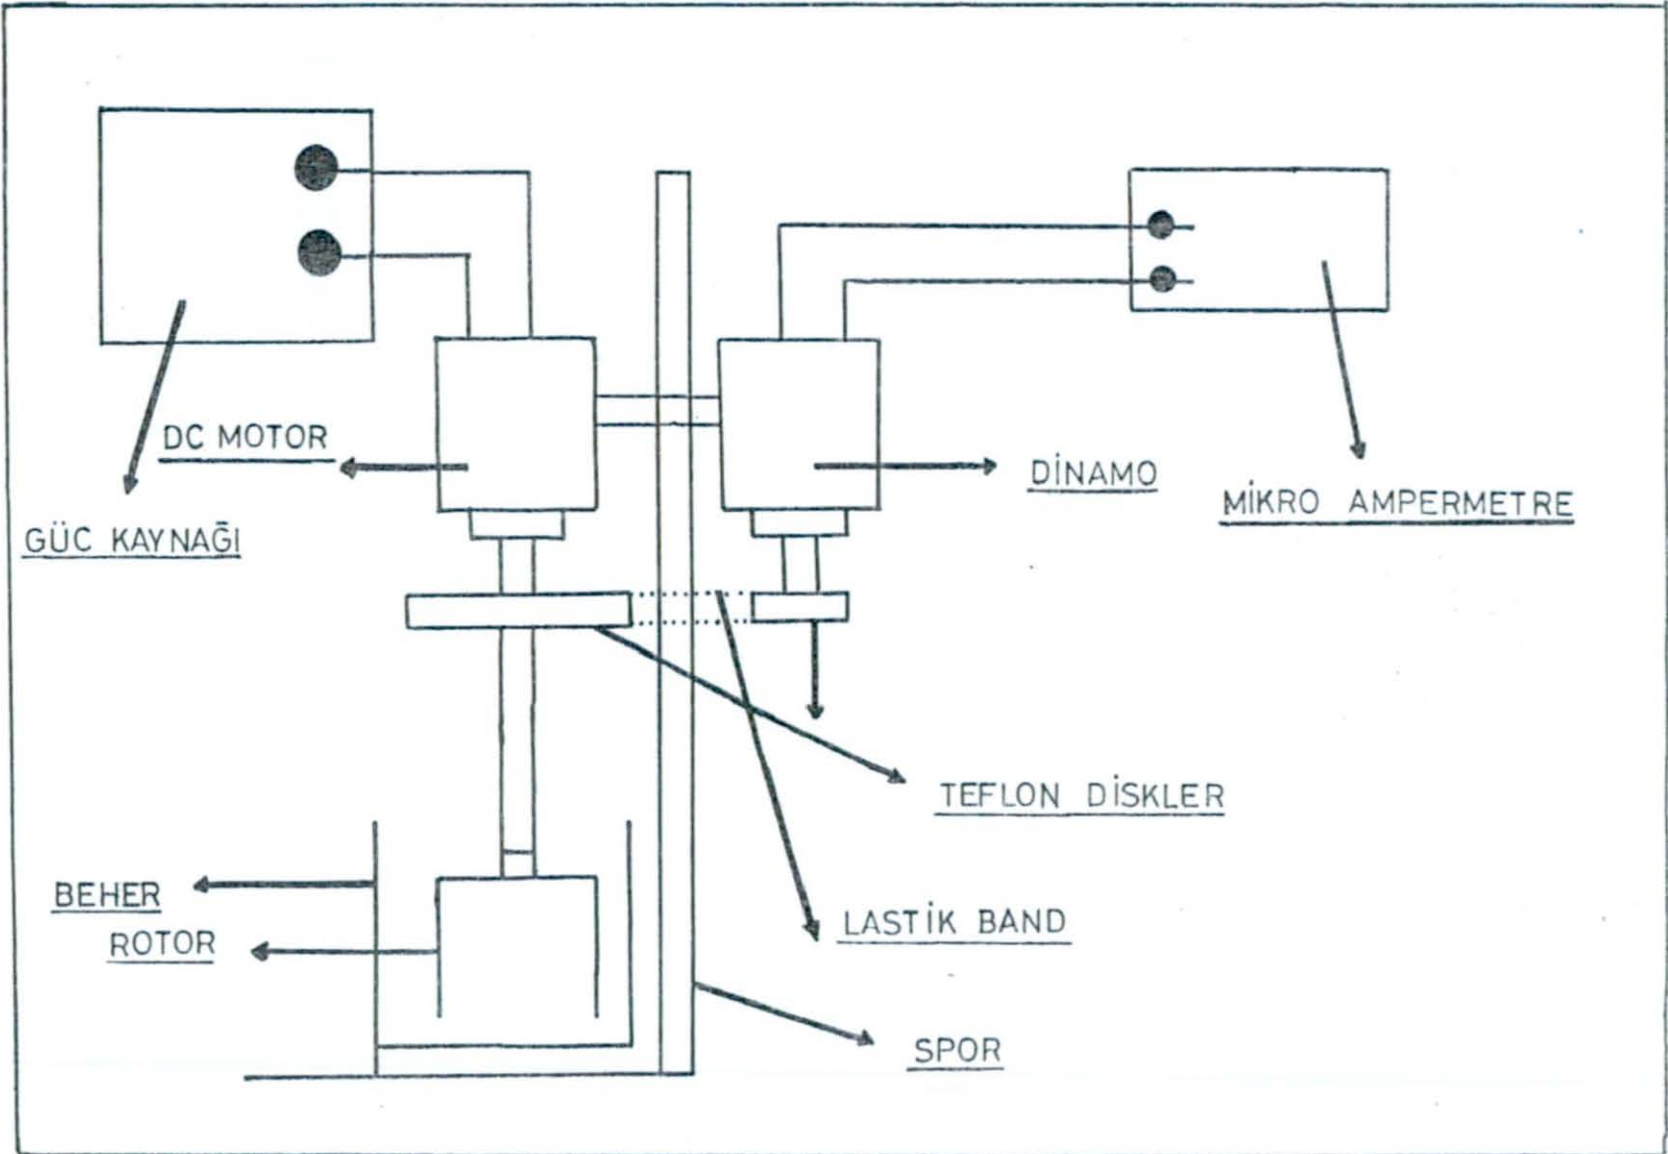 DC MOTOR
GÜC KAYNAĞI
DİNAMO
MİKRO AMPERMETRE
TEFLON DİSKLER
BEHER
ROTOR
LASTİK BAND
SPOR